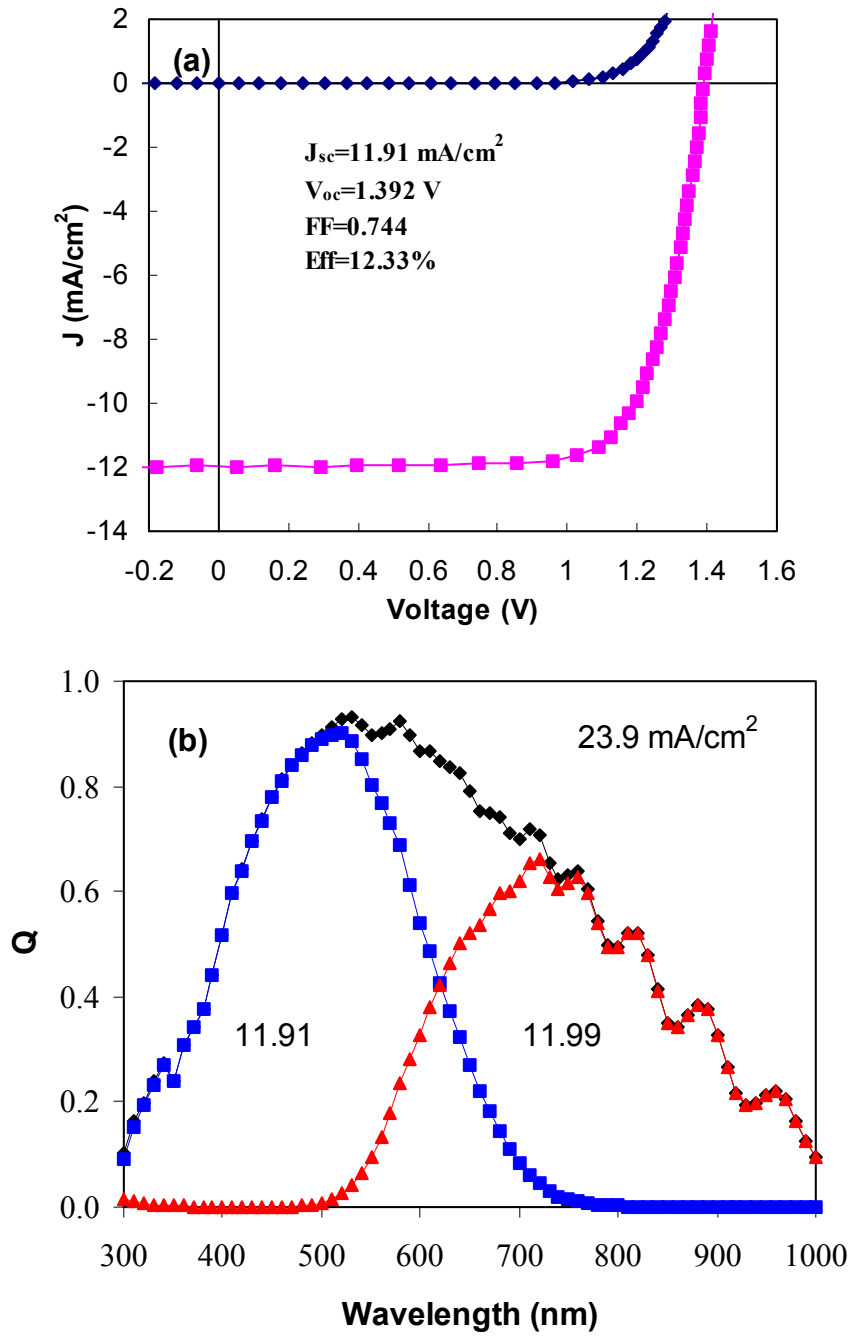 (a)
J (mA/cm²)
2
0
-2
-4
-6
-8
-10
-12
-14
Jsc=11.91 mA/cm²
Voc=1.392 V
FF=0.744
Eff=12.33%
-0.2 0 0.2 0.4 0.6 0.8 1 1.2 1.4 1.6
Voltage (V)
(b)
23.9 mA/cm²
Q
1.0
0.8
0.6
0.4
0.2
0.0
11.91
11.99
300 400 500 600 700 800 900 1000
Wavelength (nm)